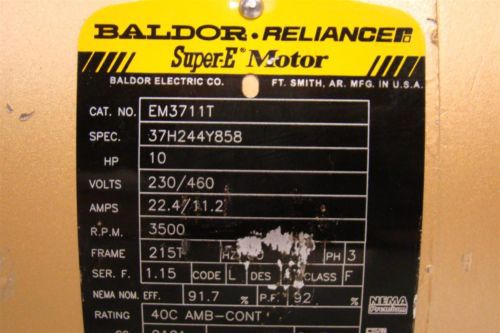 BALDOR·RELIANCE
Super-E® Motor
BALDOR ELECTRIC CO. FT. SMITH, AR. MFG. IN U.S.A.
CAT. NO. EM3711T
SPEC. 37H244Y858
HP 10
VOLTS 230/460
AMPS 22.4/11.2
R.P.M. 3500
FRAME 215T HZ PH 3
SER. F. 1.15 CODE L DES CLASS F
NEMA NOM. EFF. 91.7 % P.F. 92 %
RATING 40C AMB-CONT
NEMA
Premium